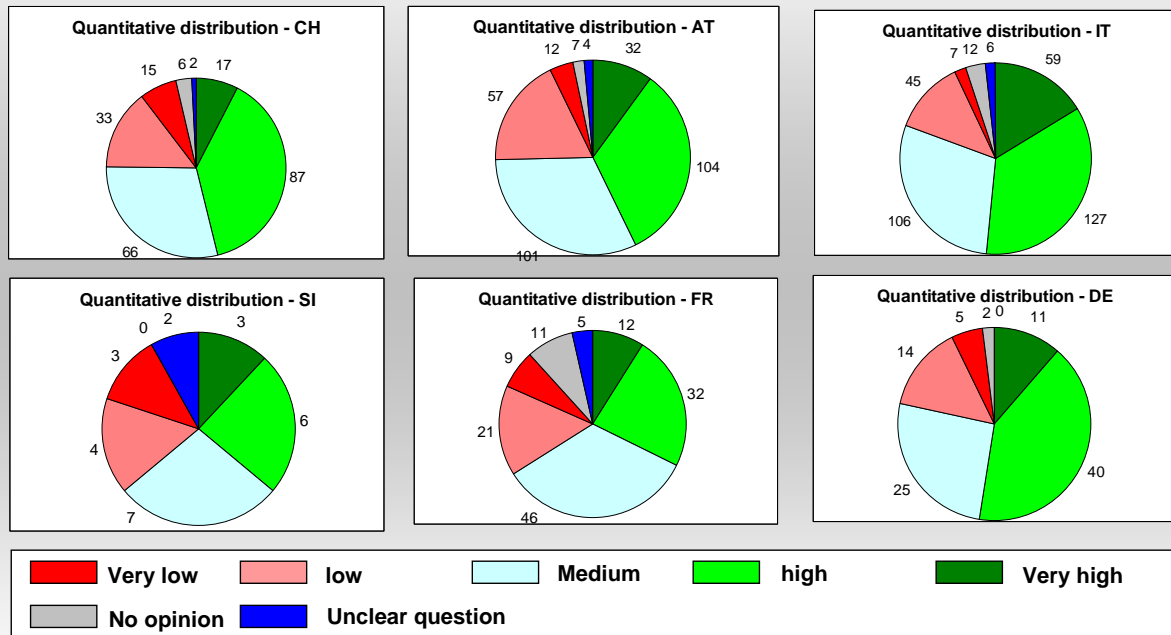 Quantitative distribution - CH
6 2
15 17
33
87
66
Quantitative distribution - AT
7 4
12 32
57
104
101
Quantitative distribution - IT
7 12 6 59
45
106
127
Quantitative distribution - SI
0 2 3
3
6
4
7
Quantitative distribution - FR
11 5 12
9
32
21
46
Quantitative distribution - DE
5 2 0 11
14
25
40
Very low low Medium high Very high
No opinion Unclear question